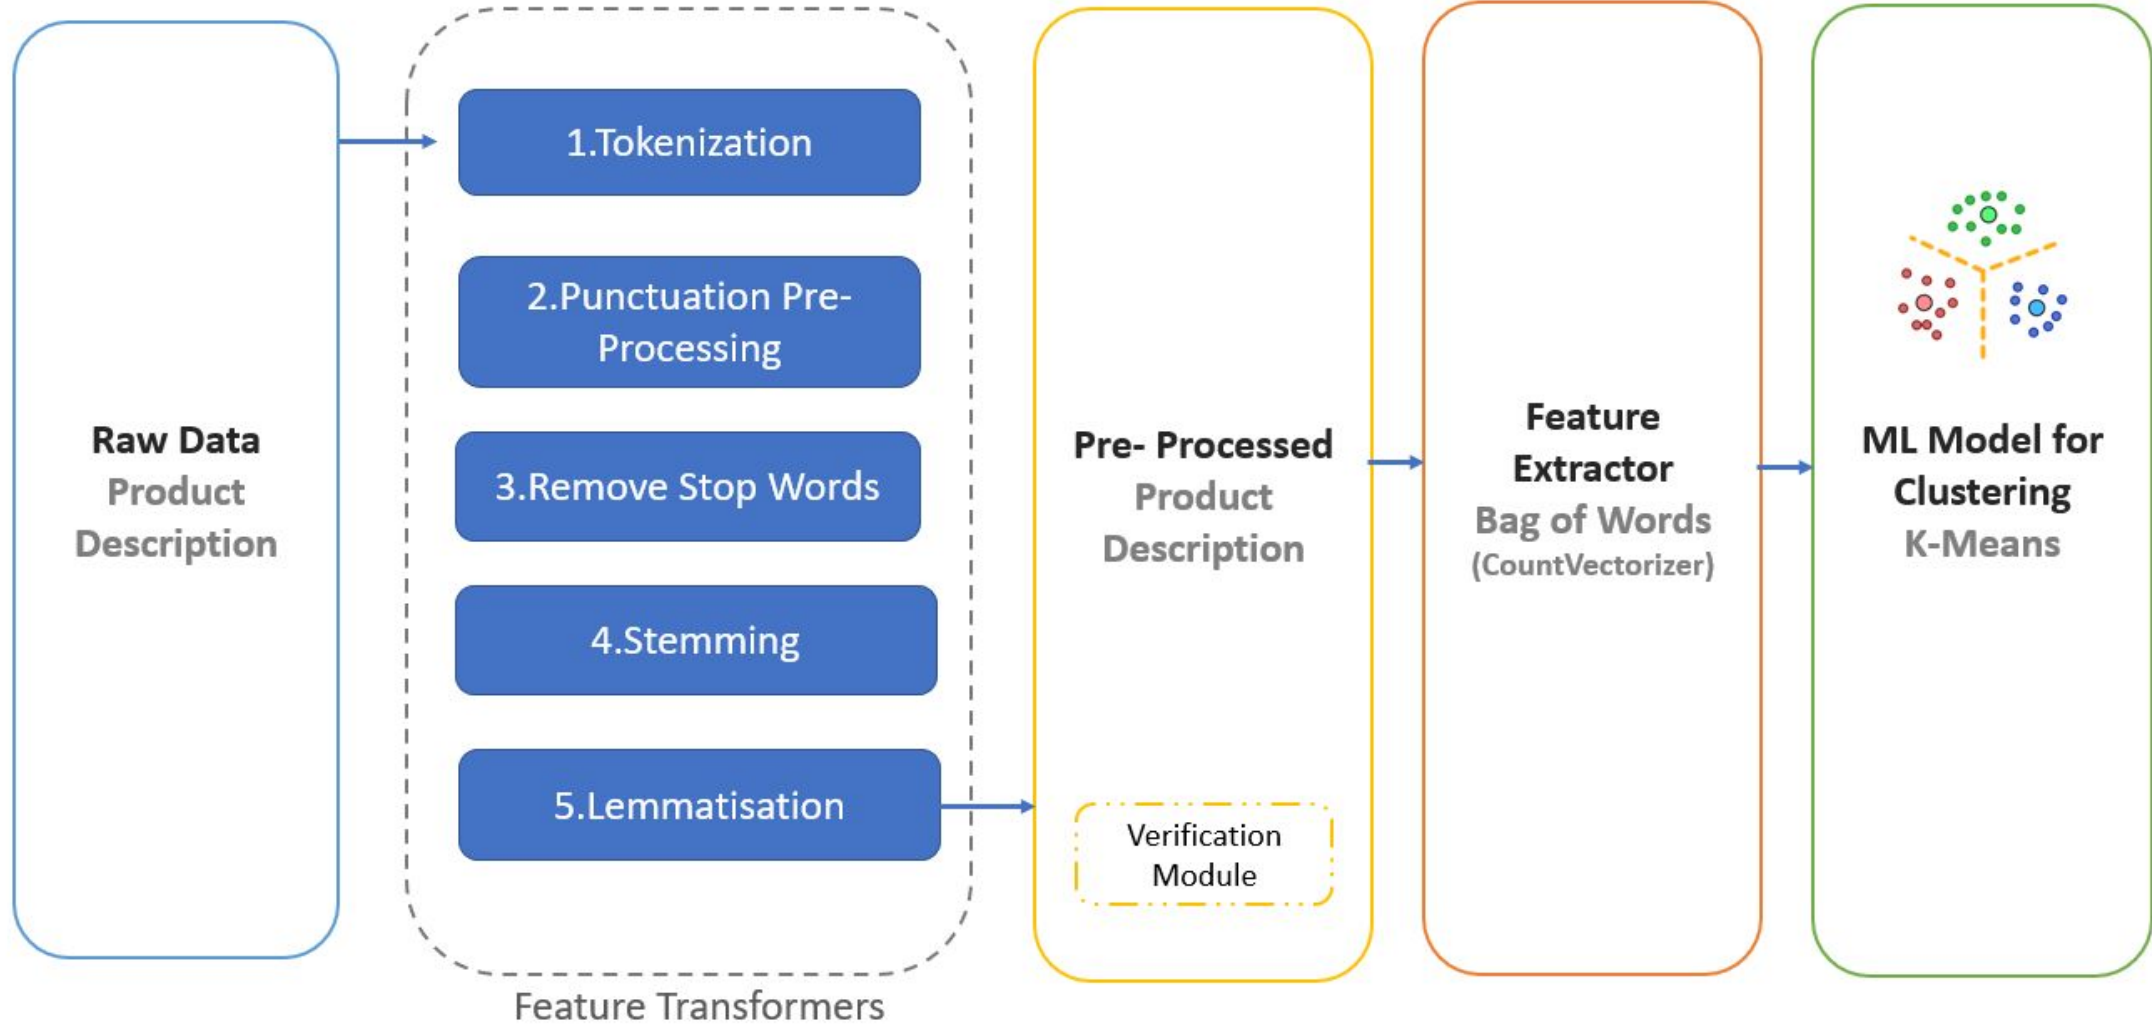 Raw Data
Product
Description
1.Tokenization
2.Punctuation Pre-
Processing
3.Remove Stop Words
4.Stemming
5.Lemmatisation
Feature Transformers
Pre- Processed
Product
Description
Verification
Module
Feature
Extractor
Bag of Words
(CountVectorizer)
ML Model for
Clustering
K-Means